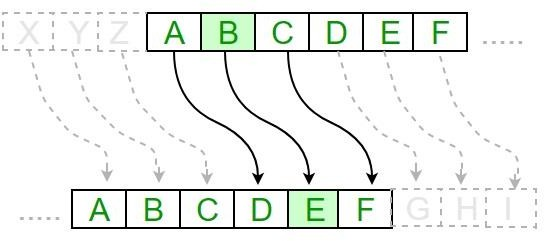 X Y Z A B C D E F .....
..... A B C D E F G H I